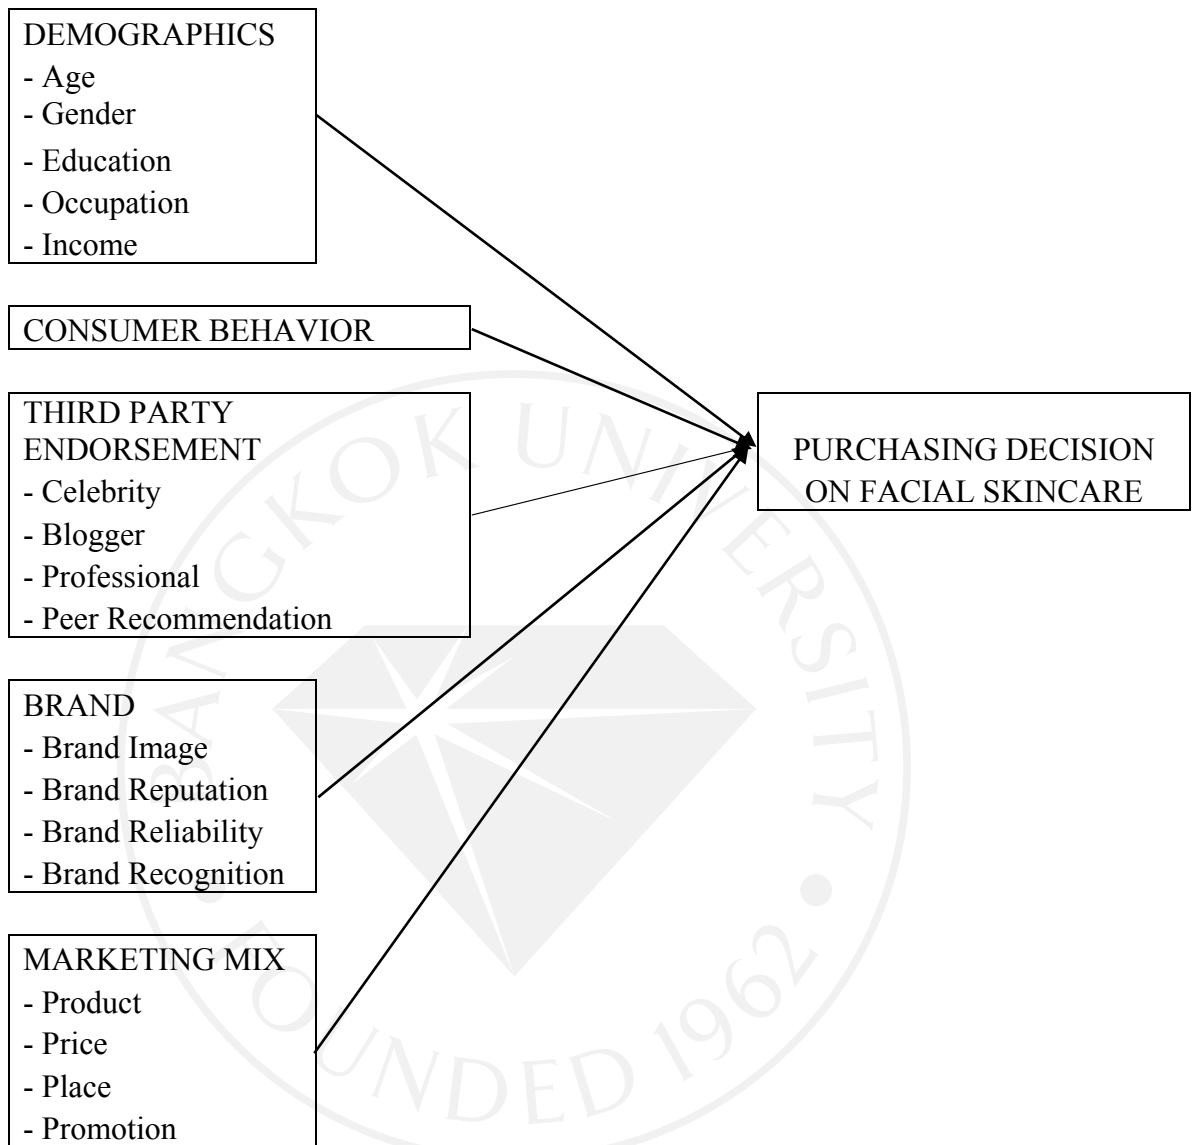 DEMOGRAPHICS
- Age
- Gender
- Education
- Occupation
- Income
CONSUMER BEHAVIOR
THIRD PARTY
ENDORSEMENT
- Celebrity
- Blogger
- Professional
- Peer Recommendation
BRAND
- Brand Image
- Brand Reputation
- Brand Reliability
- Brand Recognition
MARKETING MIX
- Product
- Price
- Place
- Promotion
PURCHASING DECISION
ON FACIAL SKINCARE
BANGKOK UNIVERSITY
FOUNDED 1962